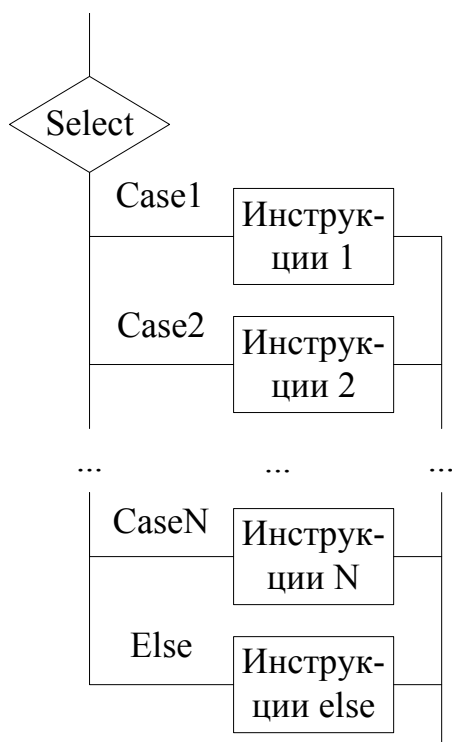 Select
Case1
Инструк-
ции 1
Case2
Инструк-
ции 2
... ... ...
CaseN
Инструк-
ции N
Else
Инструк-
ции else